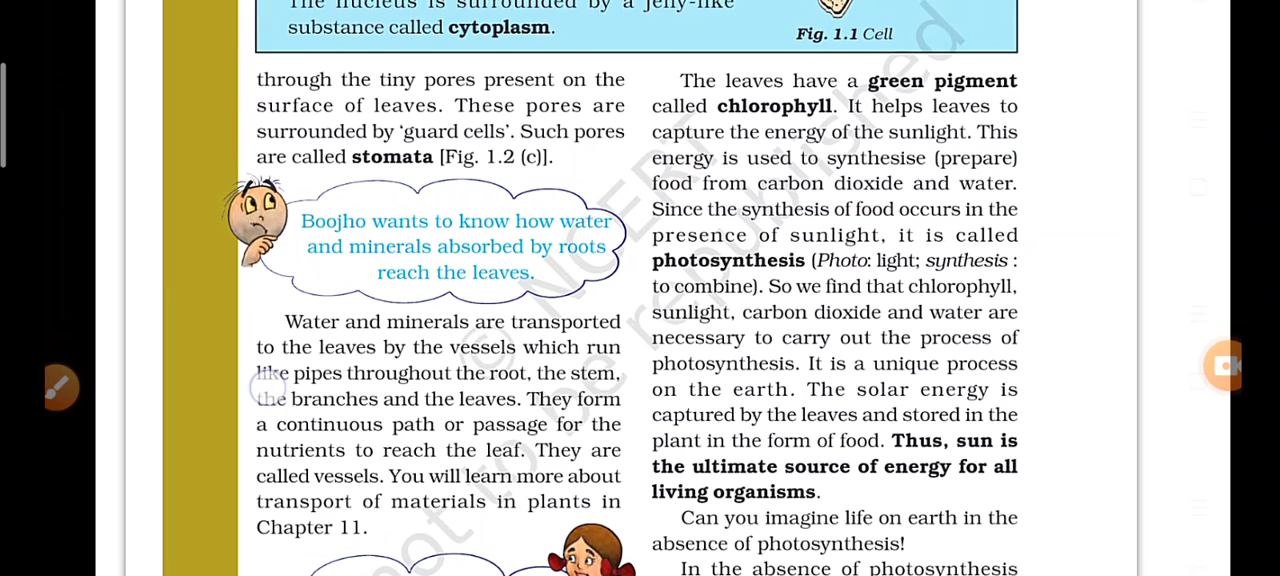 The nucleus is surrounded by a jelly-like
substance called cytoplasm.
Fig. 1.1 Cell
through the tiny pores present on the
surface of leaves. These pores are
surrounded by ‘guard cells’. Such pores
are called stomata [Fig. 1.2 (c)].
Boojho wants to know how water
and minerals absorbed by roots
reach the leaves.
Water and minerals are transported
to the leaves by the vessels which run
like pipes throughout the root, the stem,
the branches and the leaves. They form
a continuous path or passage for the
nutrients to reach the leaf. They are
called vessels. You will learn more about
transport of materials in plants in
Chapter 11.
The leaves have a green pigment
called chlorophyll. It helps leaves to
capture the energy of the sunlight. This
energy is used to synthesise (prepare)
food from carbon dioxide and water.
Since the synthesis of food occurs in the
presence of sunlight, it is called
photosynthesis (Photo: light; synthesis :
to combine). So we find that chlorophyll,
sunlight, carbon dioxide and water are
necessary to carry out the process of
photosynthesis. It is a unique process
on the earth. The solar energy is
captured by the leaves and stored in the
plant in the form of food. Thus, sun is
the ultimate source of energy for all
living organisms.
Can you imagine life on earth in the
absence of photosynthesis!
In the absence of photosynthesis
© NCERT
not to be republished